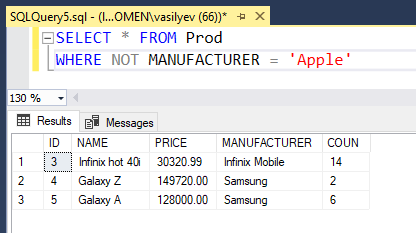 SQLQuery5.sql - (l...OMEN\vasilyev (66))*
SELECT * FROM Prod
WHERE NOT MANUFACTURER = 'Apple'
130 %
Results Messages
ID NAME PRICE MANUFACTURER COUN
1 3 Infinix hot 40i 30320.99 Infinix Mobile 14
2 4 Galaxy Z 149720.00 Samsung 2
3 5 Galaxy A 128000.00 Samsung 6